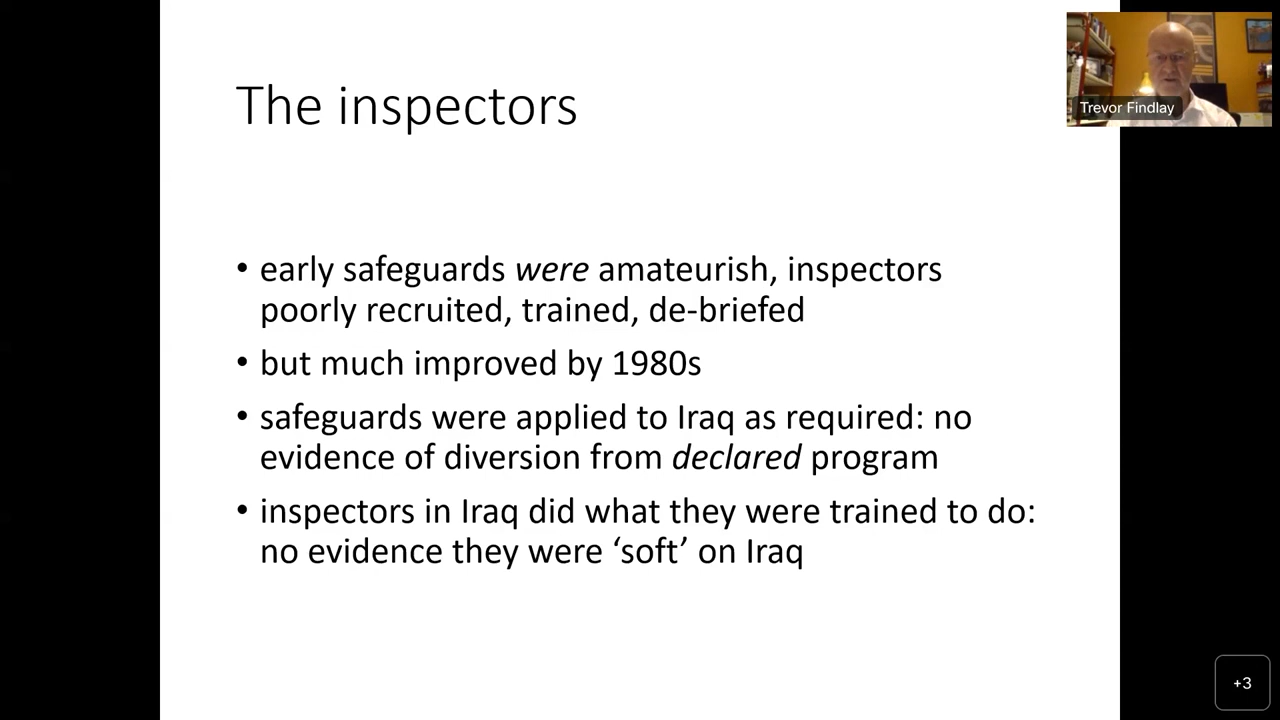 The inspectors
Trevor Findlay
• early safeguards were amateurish, inspectors
poorly recruited, trained, de-briefed
• but much improved by 1980s
• safeguards were applied to Iraq as required: no
evidence of diversion from declared program
• inspectors in Iraq did what they were trained to do:
no evidence they were ‘soft’ on Iraq
+3